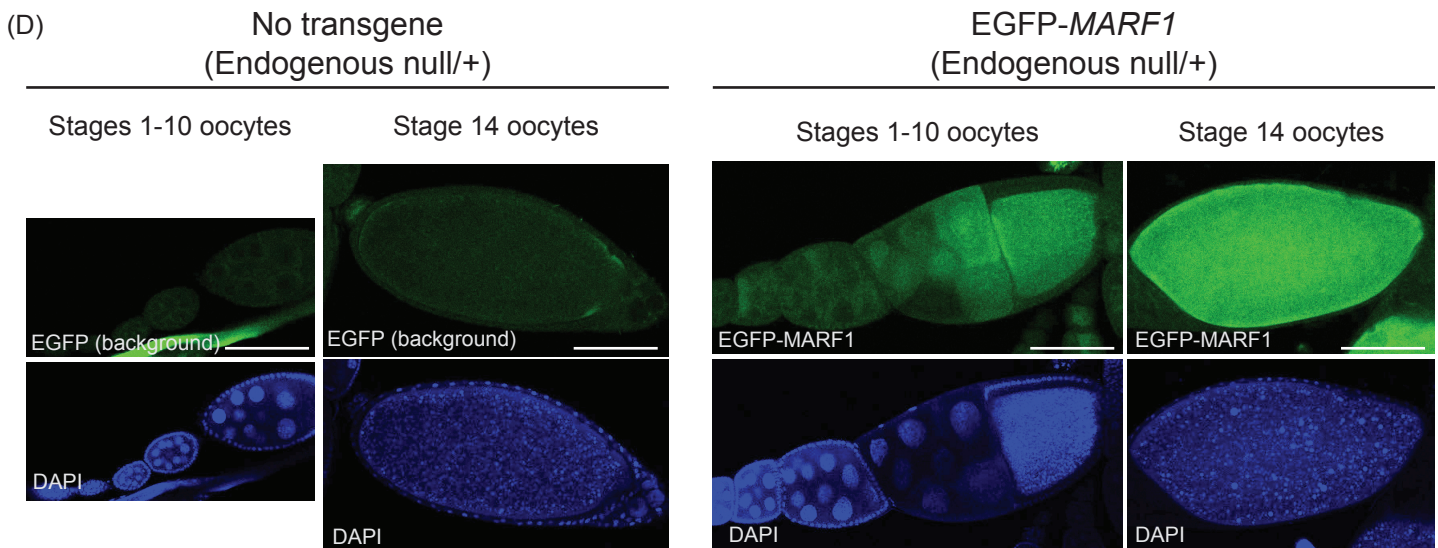 (D)
No transgene
(Endogenous null/+)
EGFP-MARF1
(Endogenous null/+)
Stages 1-10 oocytes
Stage 14 oocytes
Stages 1-10 oocytes
Stage 14 oocytes
EGFP (background)
EGFP (background)
EGFP-MARF1
EGFP-MARF1
DAPI
DAPI
DAPI
DAPI